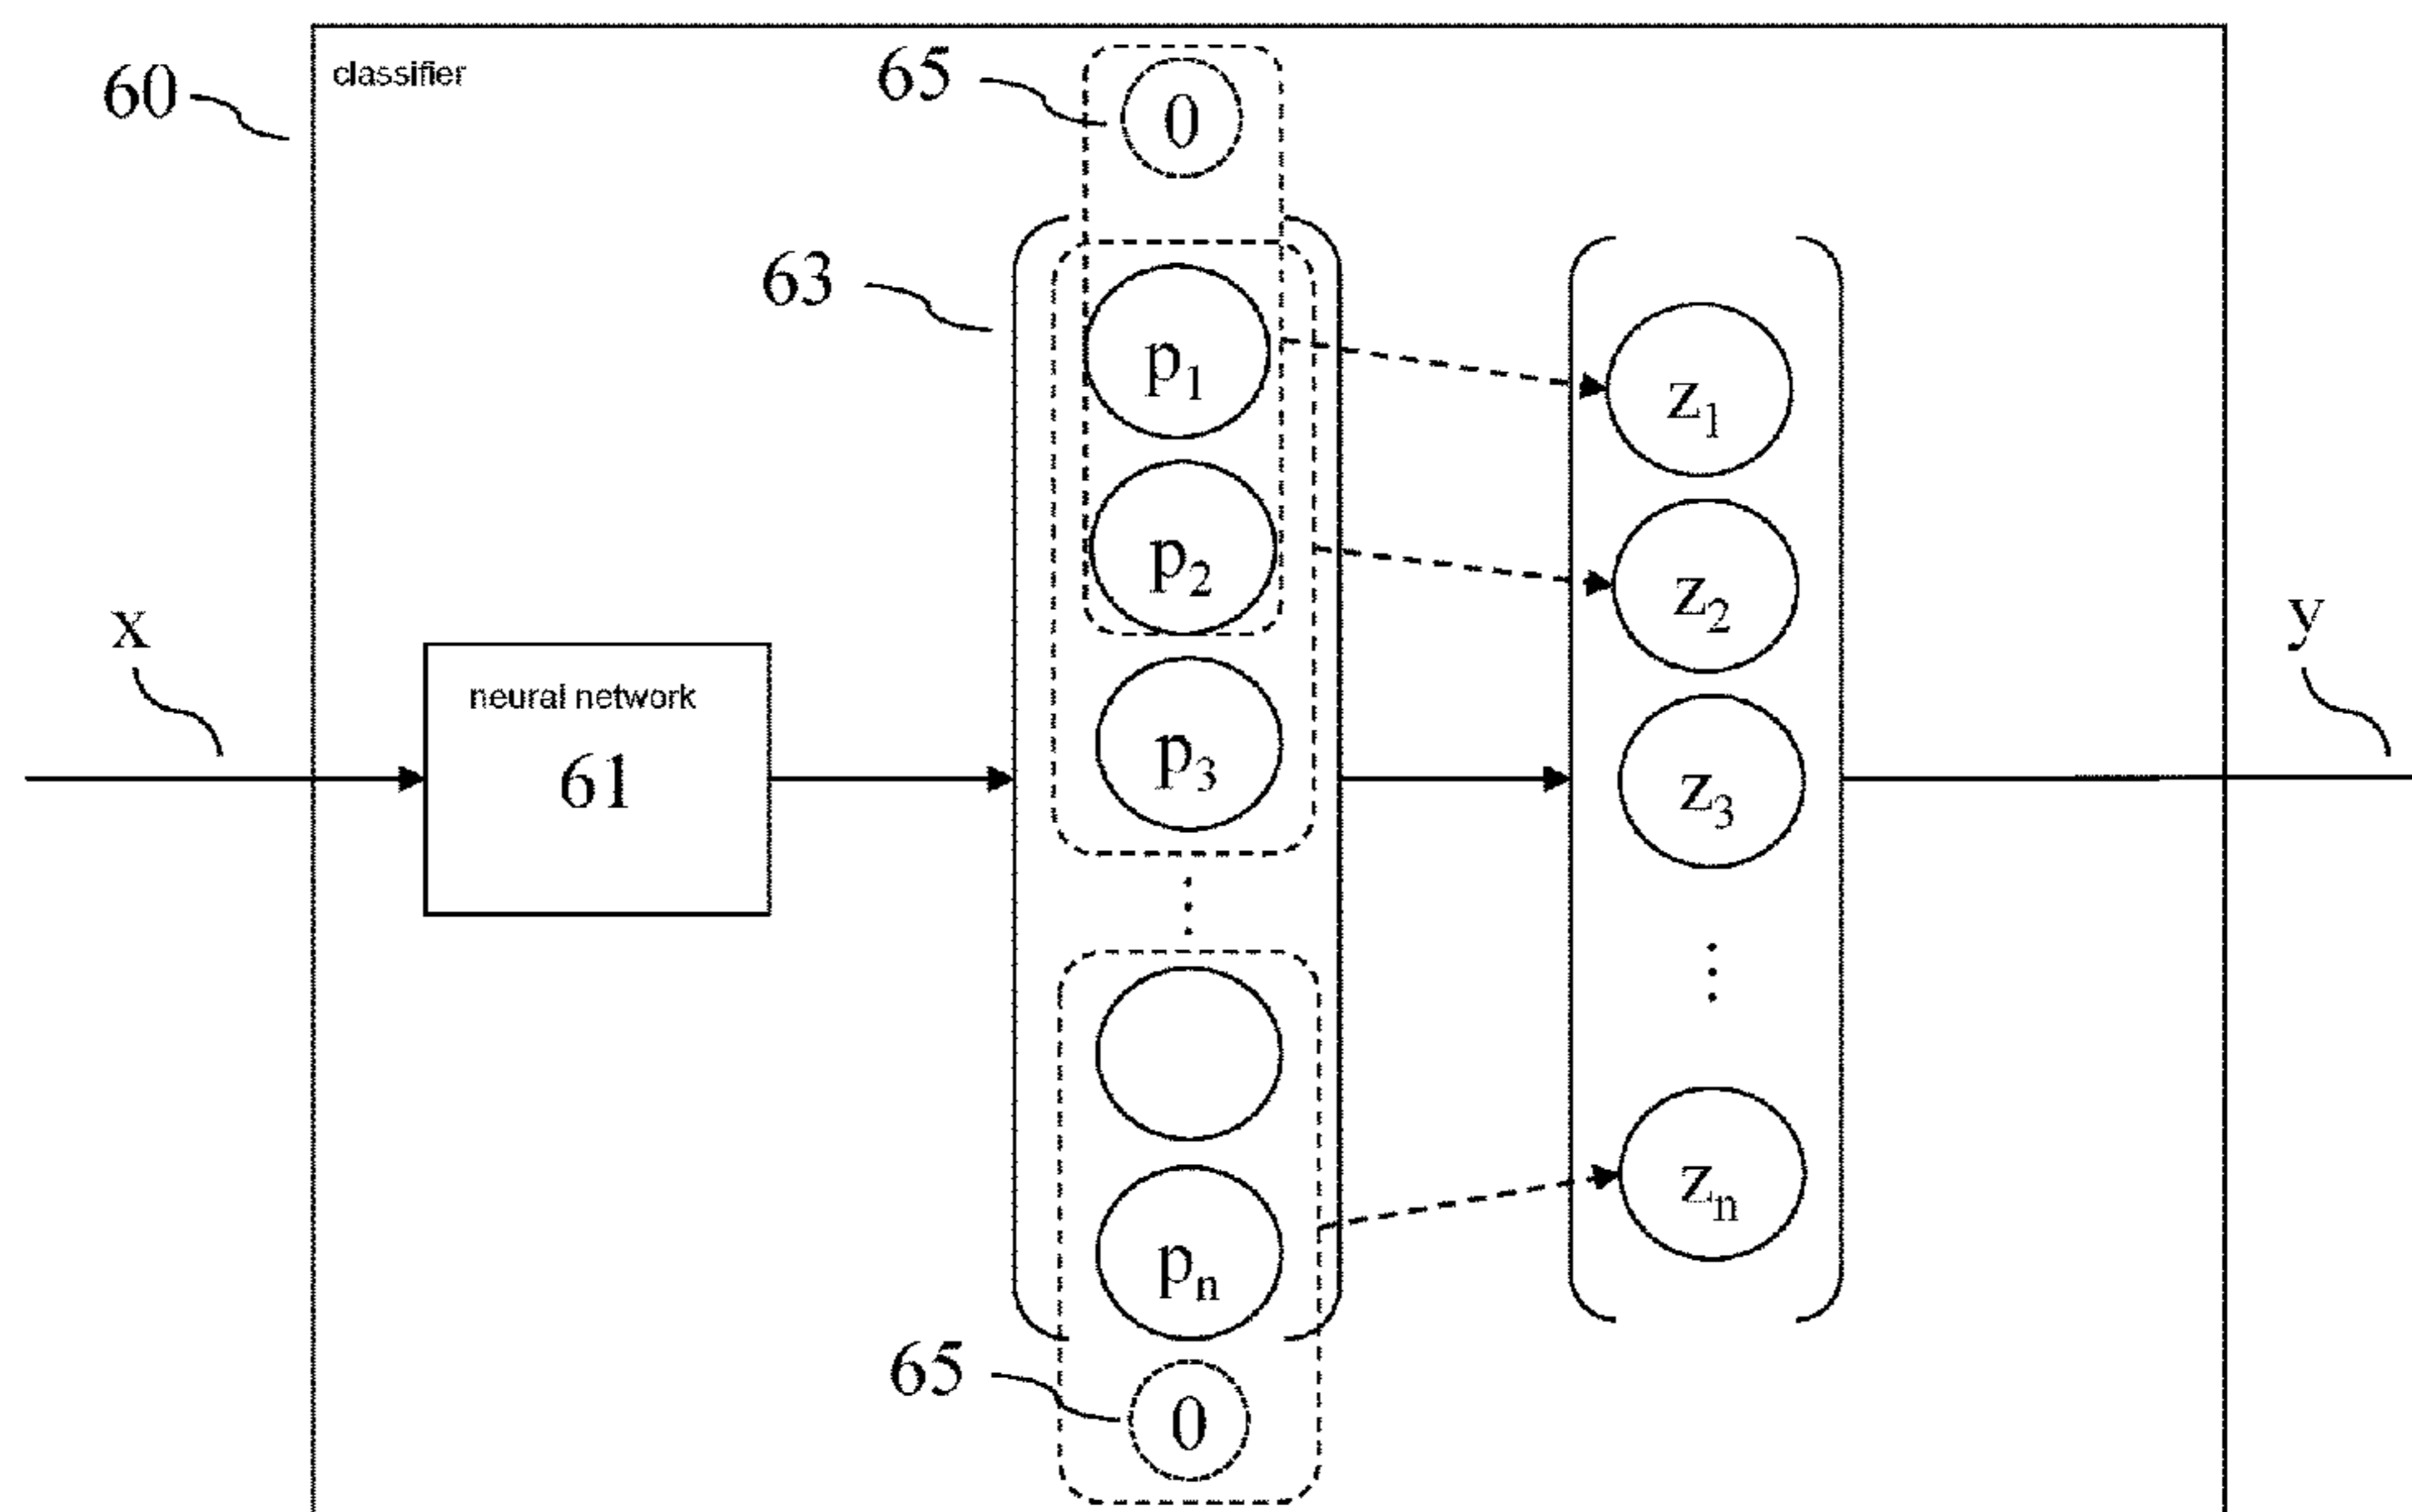 60
classifier
65
0
63
p1
z1
p2
z2
x
y
neural network
61
p3
z3
zn
pn
65
0